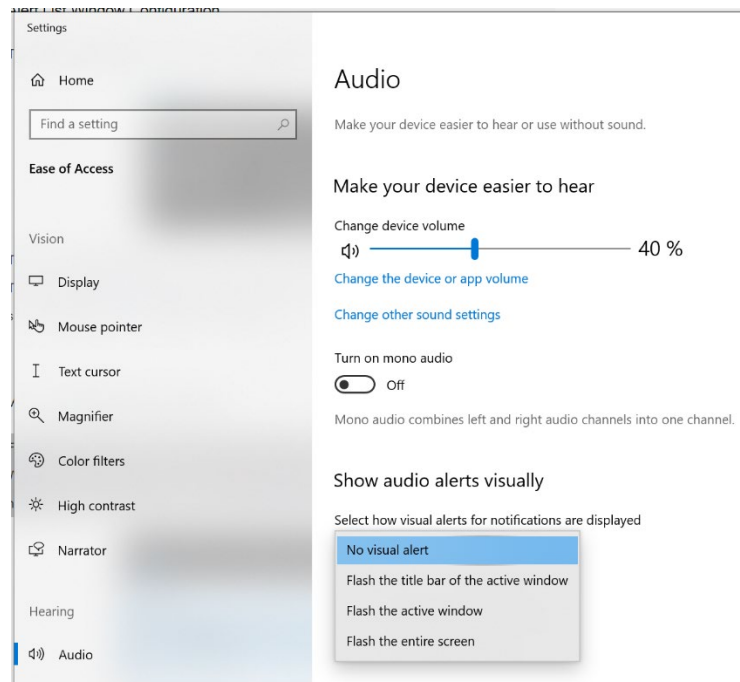 Alert List Window Configuration
Settings
Home
Find a setting
Ease of Access
Vision
Display
Mouse pointer
Text cursor
Magnifier
Color filters
High contrast
Narrator
Hearing
Audio
Audio
Make your device easier to hear or use without sound.
Make your device easier to hear
Change device volume
40 %
Change the device or app volume
Change other sound settings
Turn on mono audio
Off
Mono audio combines left and right audio channels into one channel.
Show audio alerts visually
Select how visual alerts for notifications are displayed
No visual alert
Flash the title bar of the active window
Flash the active window
Flash the entire screen